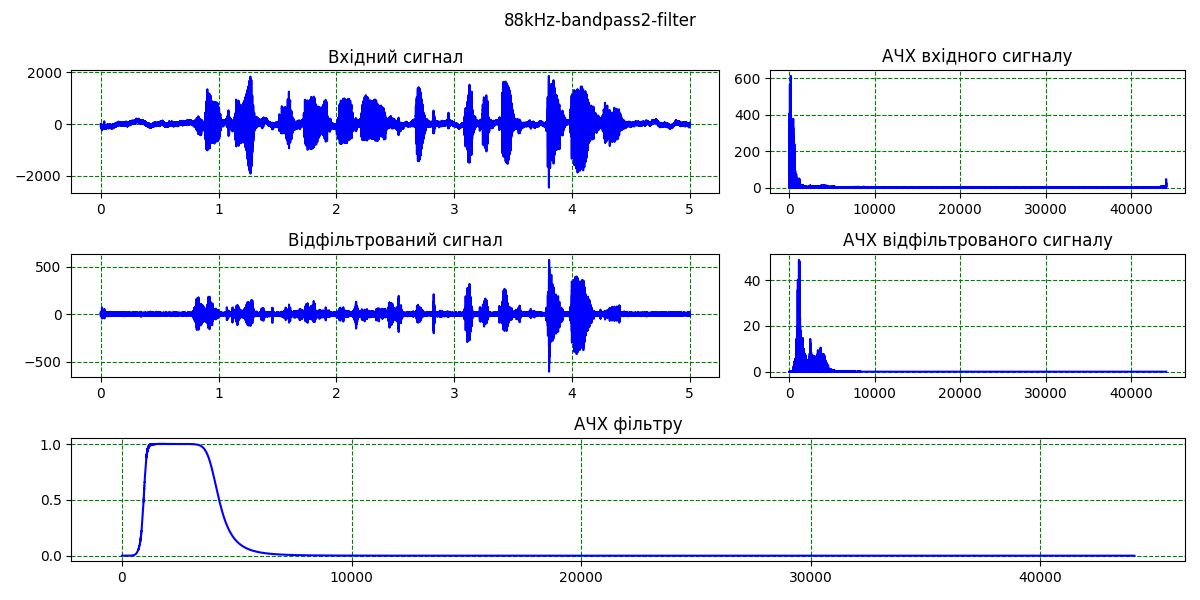 88kHz-bandpass2-filter
Вхідний сигнал
АЧХ вхідного сигналу
2000
0
−2000
0 1 2 3 4 5
600
400
200
0
0 10000 20000 30000 40000
Відфільтрований сигнал
АЧХ відфільтрованого сигналу
500
0
−500
0 1 2 3 4 5
40
20
0
0 10000 20000 30000 40000
АЧХ фільтру
1.0
0.5
0.0
0 10000 20000 30000 40000